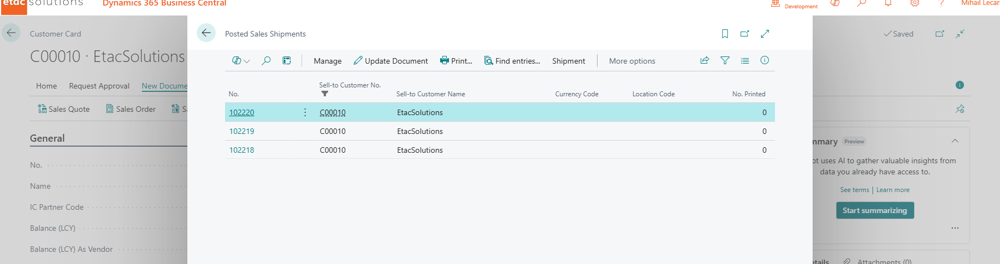 etac solutions
Dynamics 365 Business Central
Development
Mihail Lecar
Customer Card
C00010 · EtacSolutions
Home Request Approval New Docume
Sales Quote Sales Order Sa
General
No.
Name
IC Partner Code
Balance (LCY)
Balance (LCY) As Vendor
Posted Sales Shipments
Manage Update Document Print... Find entries... Shipment More options
No. Sell-to Customer No. Sell-to Customer Name Currency Code Location Code No. Printed
102220 C00010 EtacSolutions 0
102219 C00010 EtacSolutions 0
102218 C00010 EtacSolutions 0
Saved
mmary Preview
ot uses AI to gather valuable insights from
data you already have access to.
See terms | Learn more
Start summarizing
etails Attachments (0)